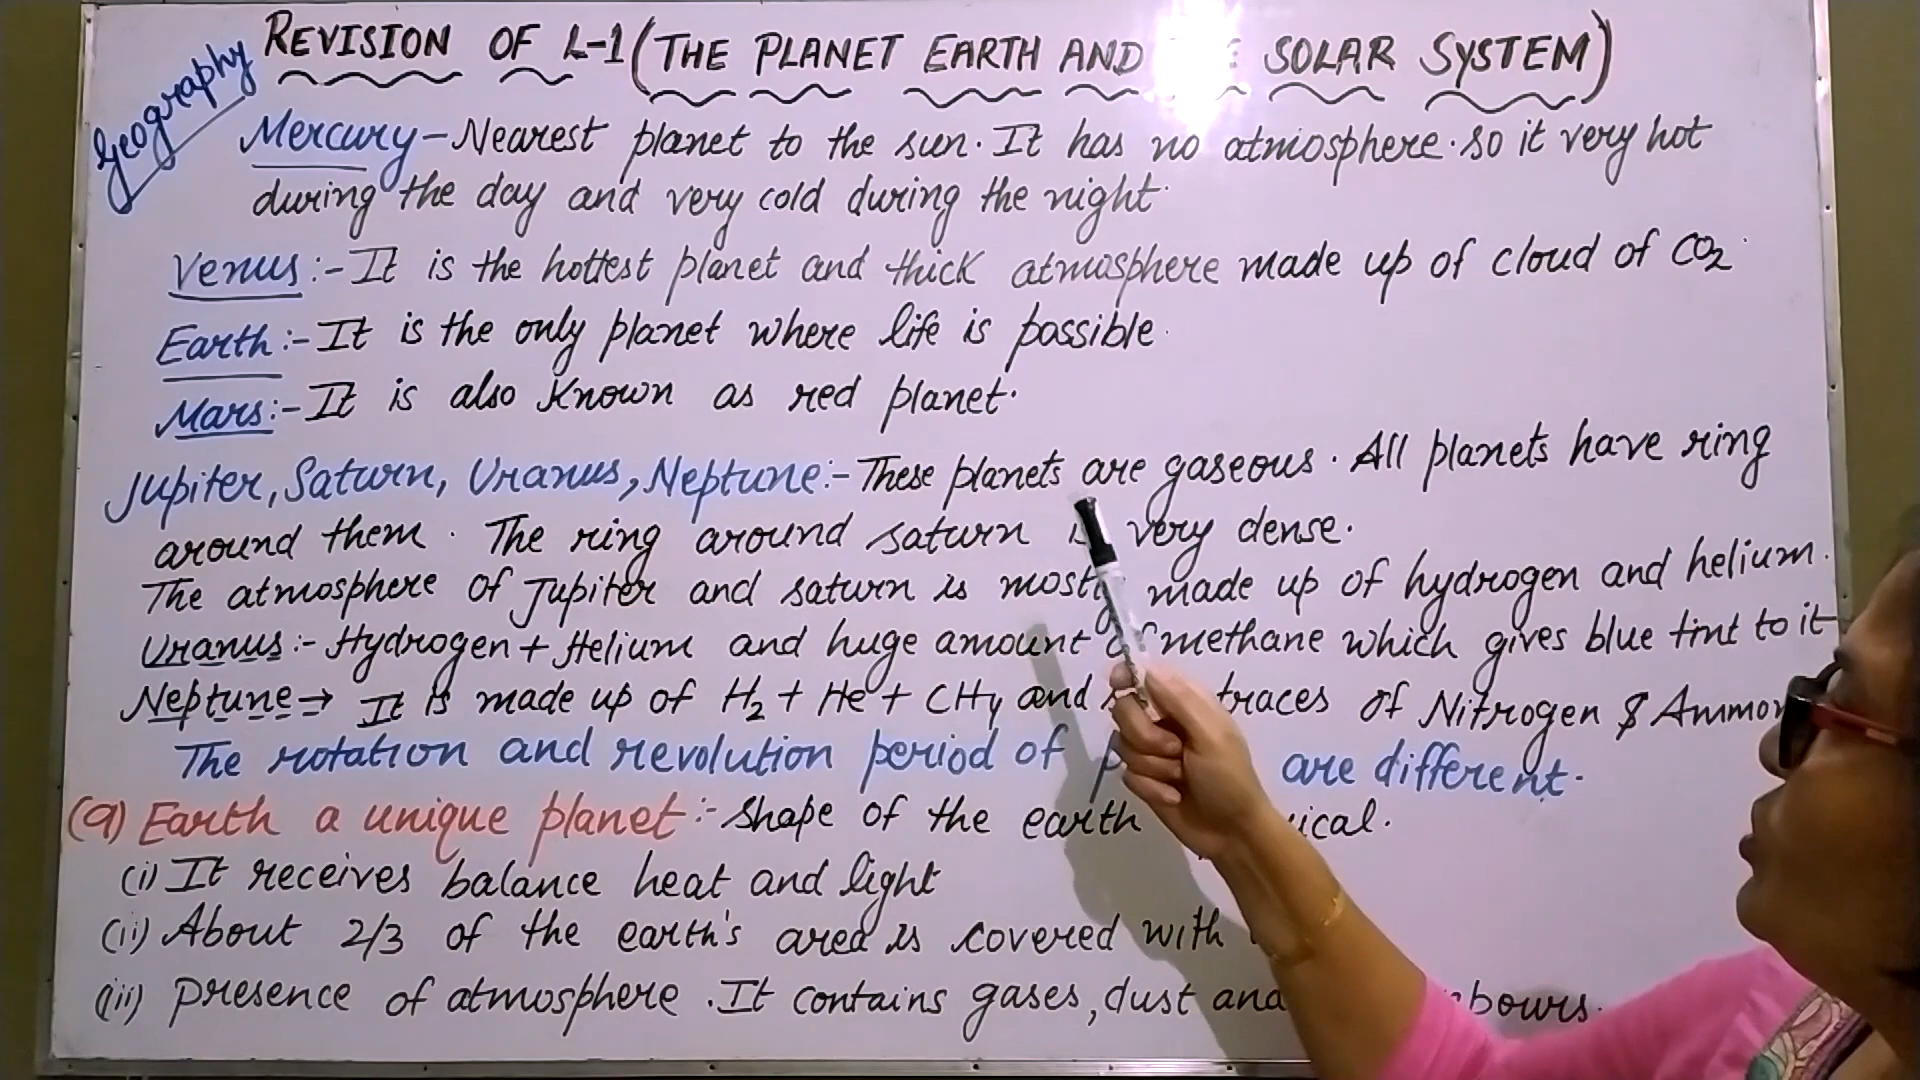 Geography
REVISION OF L-1 (THE PLANET EARTH AND SOLAR SYSTEM)
Mercury - Nearest planet to the sun. It has no atmosphere. so it very hot
during the day and very cold during the night.
Venus :- It is the hottest planet and thick atmosphere made up of cloud of CO2.
Earth :- It is the only planet where life is possible.
Mars :- It is also known as red planet.
Jupiter, Saturn, Uranus, Neptune :- These planets are gaseous. All planets have ring
around them. The ring around saturn is very dense.
The atmosphere of Jupiter and saturn is mostly made up of hydrogen and helium.
Uranus :- Hydrogen + Helium and huge amount of methane which gives blue tint to it
Neptune → It is made up of H2 + He + CH4 and traces of Nitrogen &
The rotation and revolution period of are different.
(9) Earth a unique planet :- shape of the earth
(i) It receives balance heat and light
(ii) About 2/3 of the earth's area is covered with
(iii) Presence of atmosphere. It contains gases, dust and